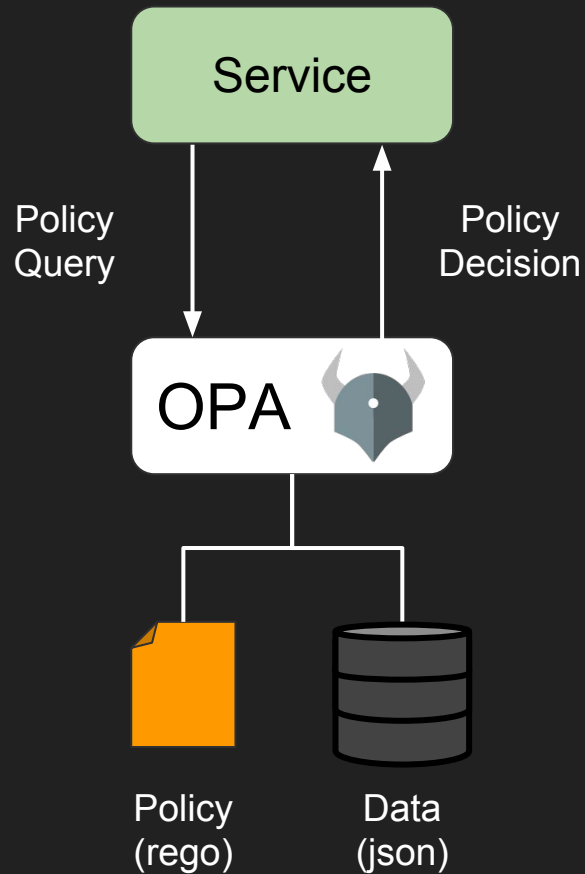 Service
Policy
Query
Policy
Decision
OPA
Policy
(rego)
Data
(json)